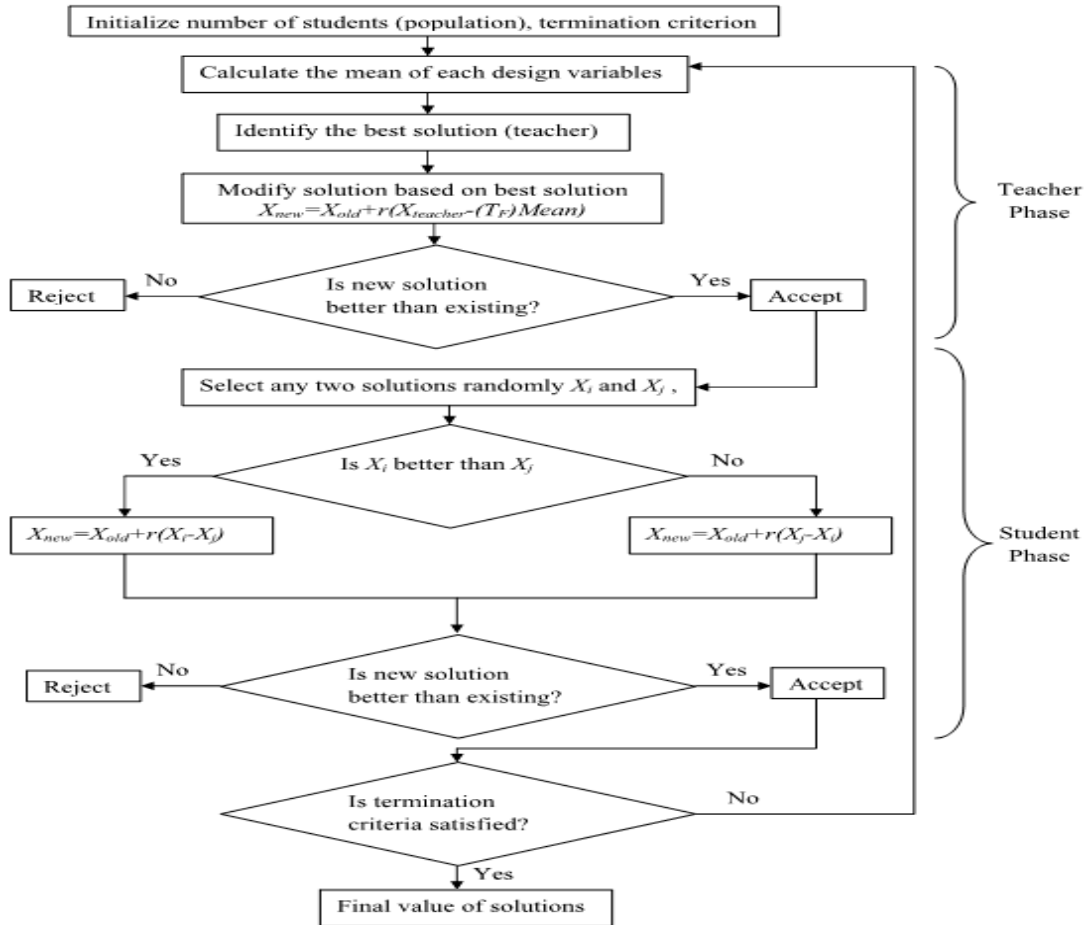 Initialize number of students (population), termination criterion
Calculate the mean of each design variables
Identify the best solution (teacher)
Modify solution based on best solution
Xnew=Xold+r(Xteacher-(TF)Mean)
Teacher
Phase
No
Is new solution
better than existing?
Yes
Reject
Accept
Select any two solutions randomly Xi and Xj ,
Yes
Is Xi better than Xj
No
Xnew=Xold+r(Xi-Xj)
Xnew=Xold+r(Xj-Xi)
Student
Phase
No
Is new solution
better than existing?
Yes
Reject
Accept
Is termination
criteria satisfied?
No
Yes
Final value of solutions